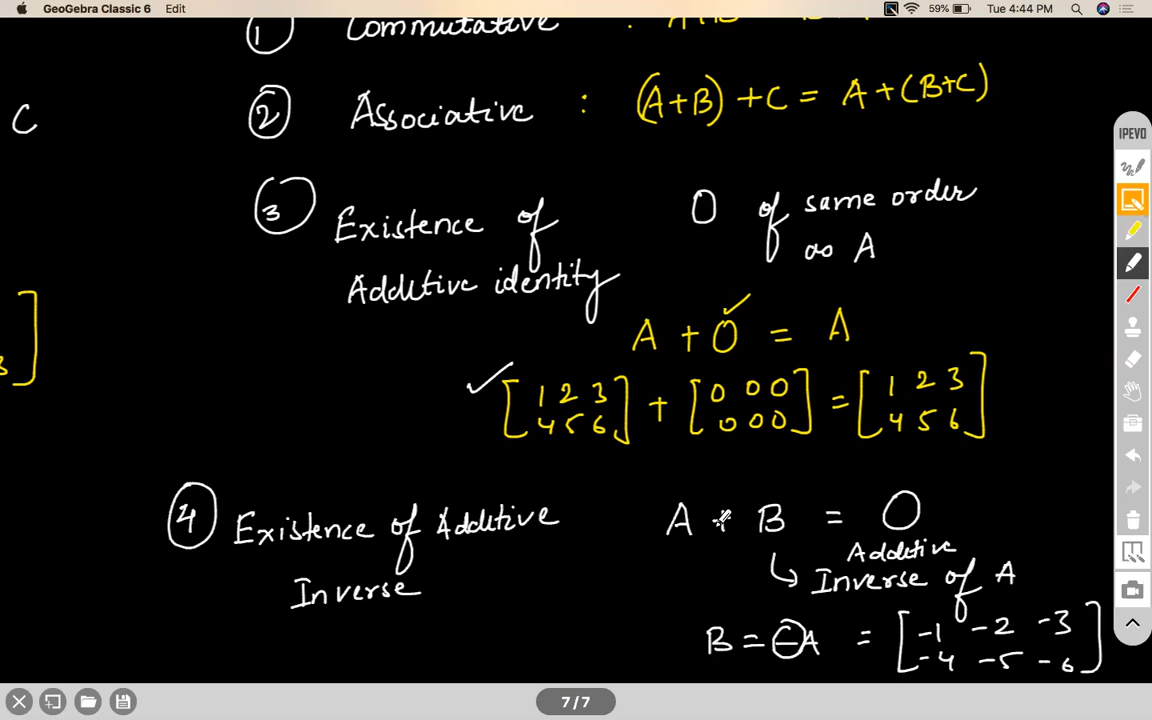 GeoGebra Classic 6 Edit 59% Tue 4:44 PM
1 Commutative :
2 Associative : (A+B) + C = A + (B+C)
C
3 Existence of Additive identity
O of same order as A
A + O = A
[1 2 3 + [0 0 0 = [1 2 3
4 5 6] 0 0 0] 4 5 6]
4 Existence of Additive Inverse
A + B = O
Additive
Inverse of A
B = -A = [-1 -2 -3
-4 -5 -6]
IPEVO
7/7